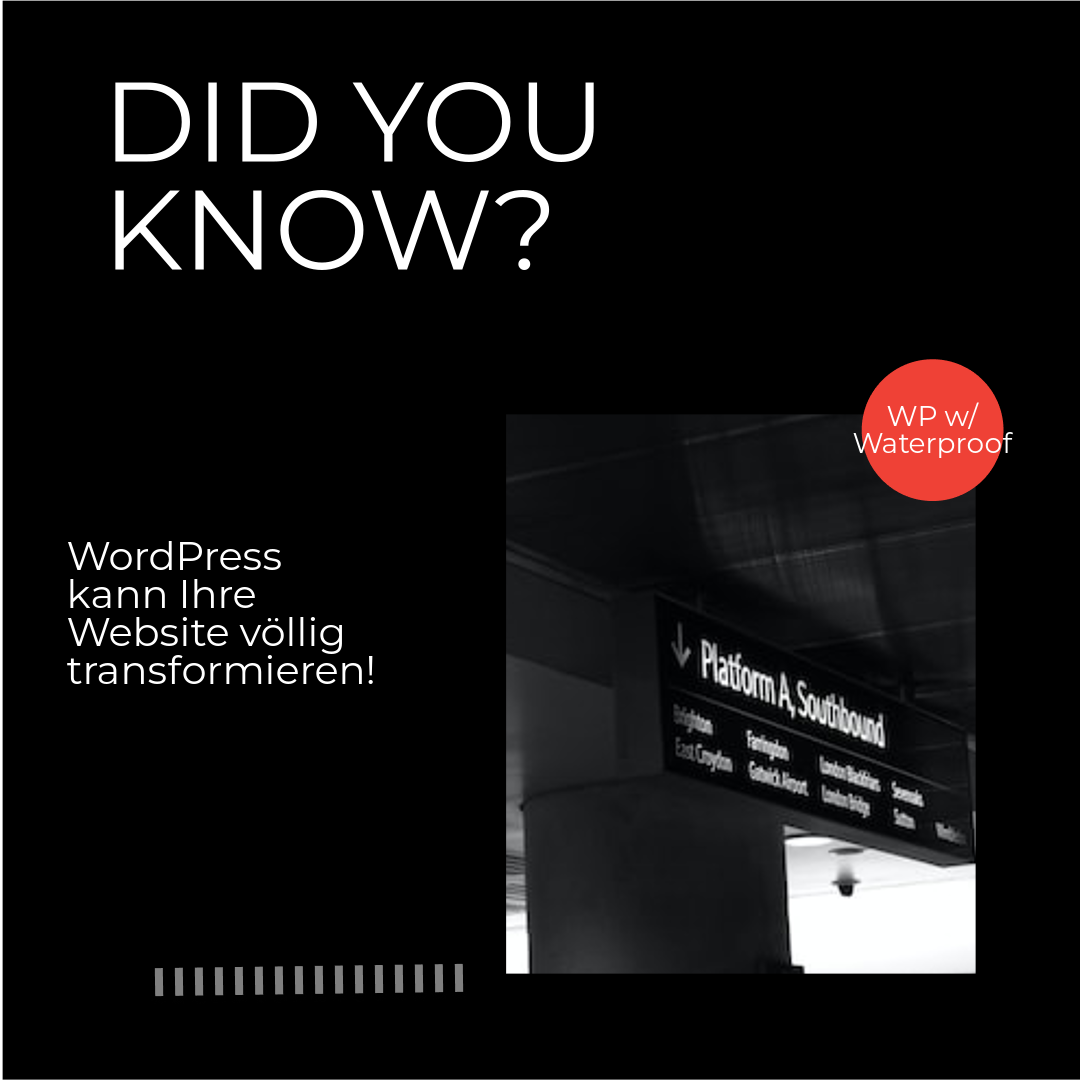 DID YOU
KNOW?
WP w/
Waterproof
WordPress
kann Ihre
Website völlig
transformieren!
Platform A, Southbound
Brighton
East Croydon
Farringdon
Gatwick Airport
London Blackfriars
London Bridge
Sevenoaks
Sutton